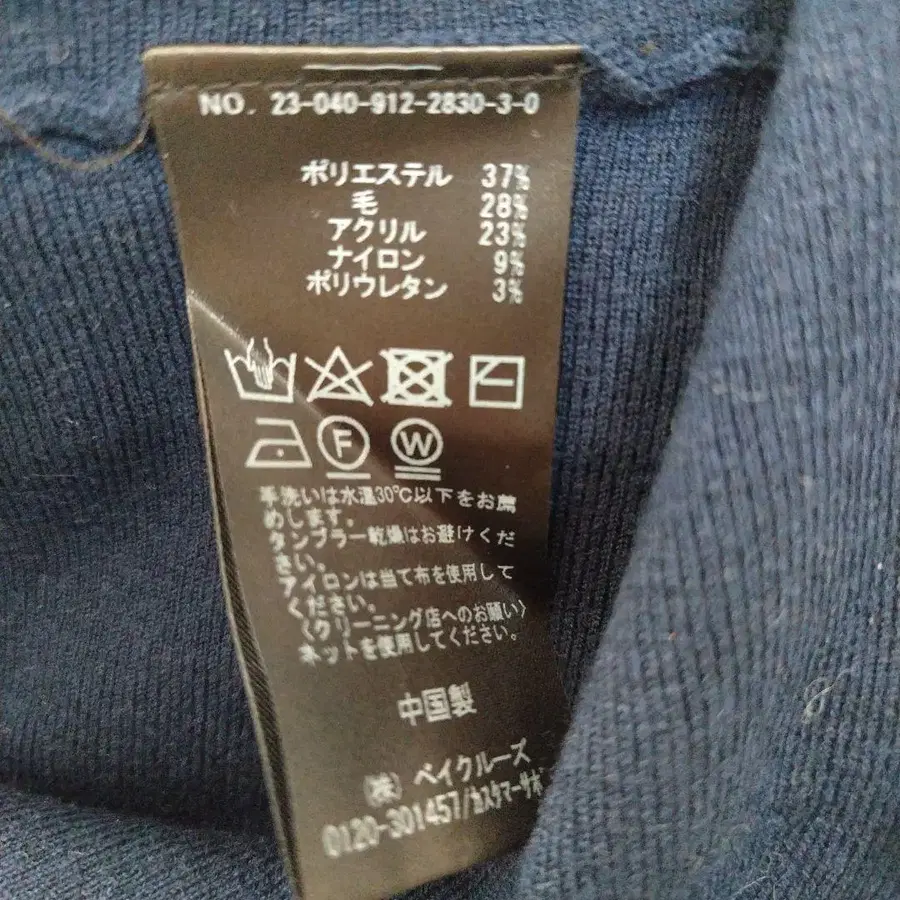 NO. 23-040-912-2830-3-0
ポリエステル 37%
毛 28%
アクリル 23%
ナイロン 9%
ポリウレタン 3%
F W
手洗いは水温30℃以下をお薦
めします。
タンブラー乾燥はお避けくだ
さい。
アイロンは当て布を使用して
ください。
〈クリーニング店へのお願い〉
ネットを使用してください。
中国製
(株) ベイクルーズ
0120-301457/カスタマーサポ